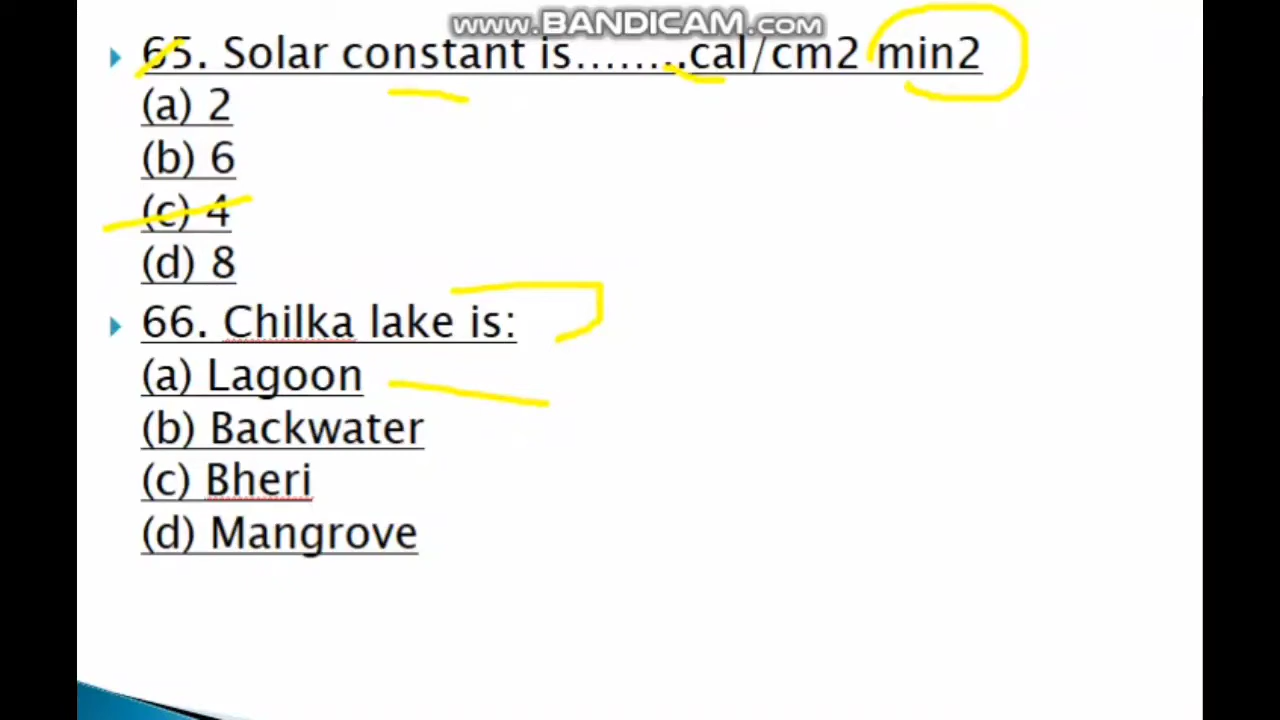 www.BANDICAM.com
65. Solar constant is........cal/cm2 min2
(a) 2
(b) 6
(c) 4
(d) 8
66. Chilka lake is:
(a) Lagoon
(b) Backwater
(c) Bheri
(d) Mangrove